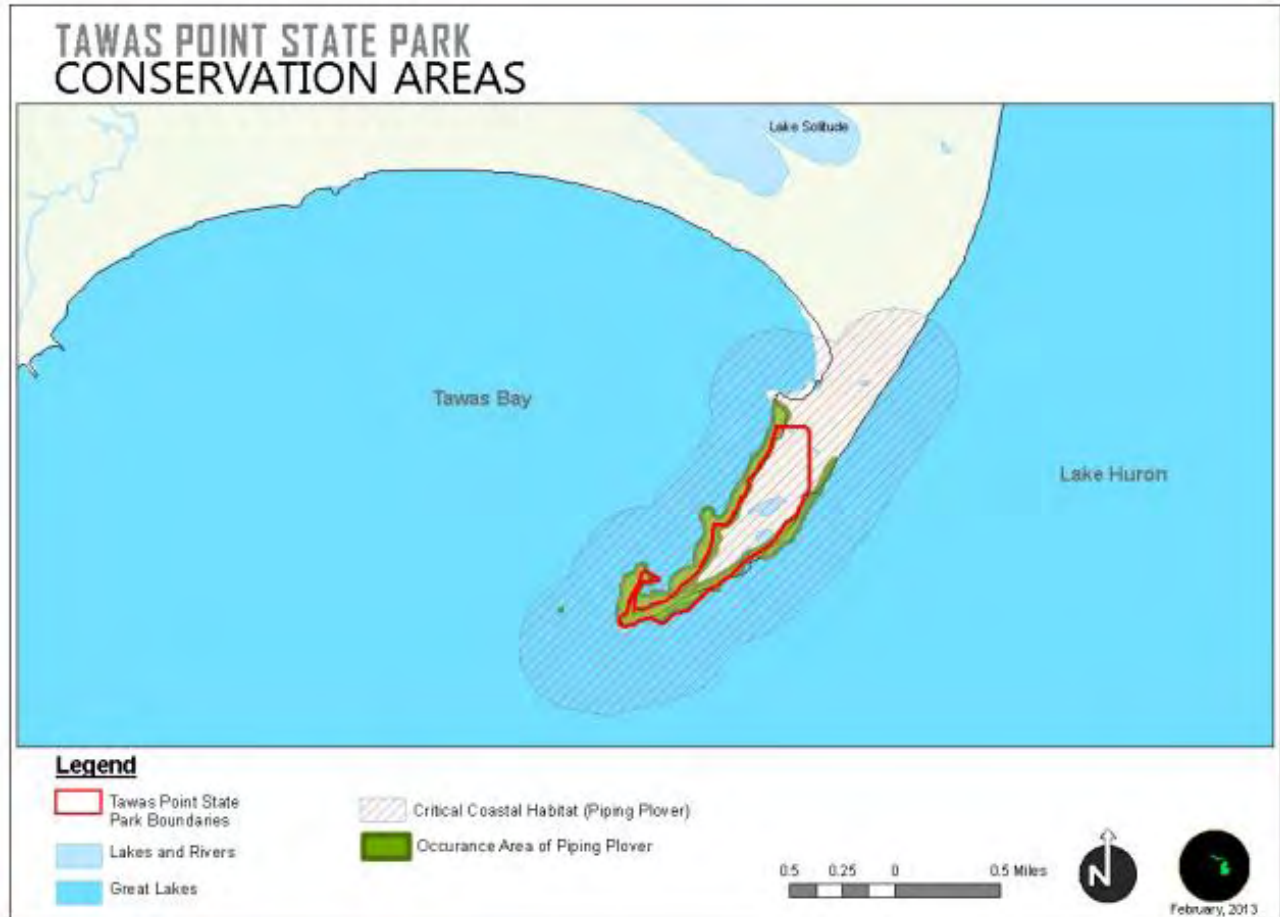 TAWAS POINT STATE PARK
CONSERVATION AREAS
Lake Solitude
Tawas Bay
Lake Huron
Legend
Tawas Point State
Park Boundaries
Lakes and Rivers
Great Lakes
Critical Coastal Habitat (Piping Plover)
Occurance Area of Piping Plover
0.5 0.25 0 0.5 Miles
N
February, 2013